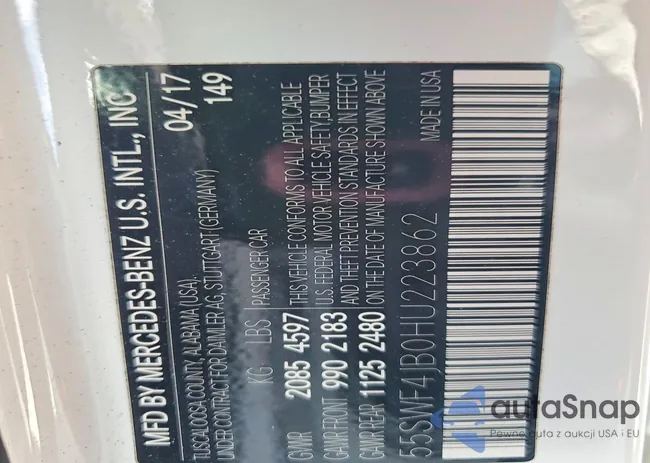 MFD BY MERCEDES-BENZ U.S. INTL., INC
TUSCALOOSA COUNTY, ALABAMA (USA). 04/17
UNDER CONTRACT FOR DAIMLER AG, STUTTGART (GERMANY) 149
KG LBS PASSENGER CAR
GVWR 2085 4597 THIS VEHICLE CONFORMS TO ALL APPLICABLE
GAWR FRONT 990 2183 U.S. FEDERAL MOTOR VEHICLE SAFETY, BUMPER
GAWR REAR 1125 2480 AND THEFT PREVENTION STANDARDS IN EFFECT
ON THE DATE OF MANUFACTURE SHOWN ABOVE
55SWF4JB0HU223862 MADE IN USA
autoSnap
Pewne auta z aukcji USA i EU